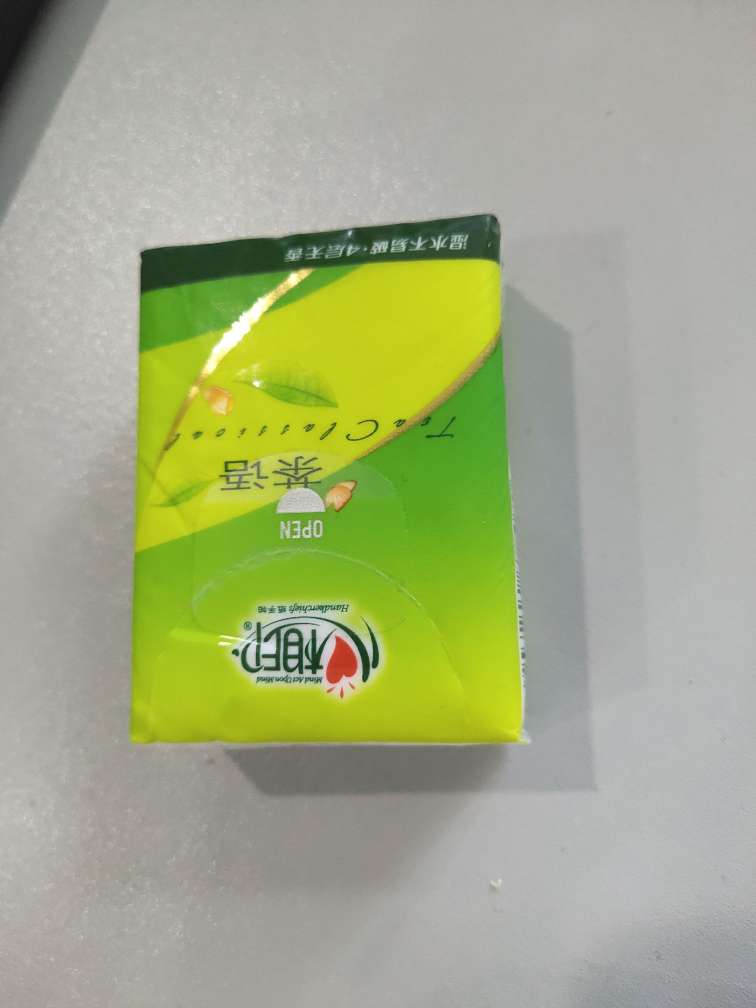 Mind Act Upon Mind
心相印®
Handkerchiefs 纸手帕
OPEN
茶语
Tea Classical
湿水不易破·4层无香